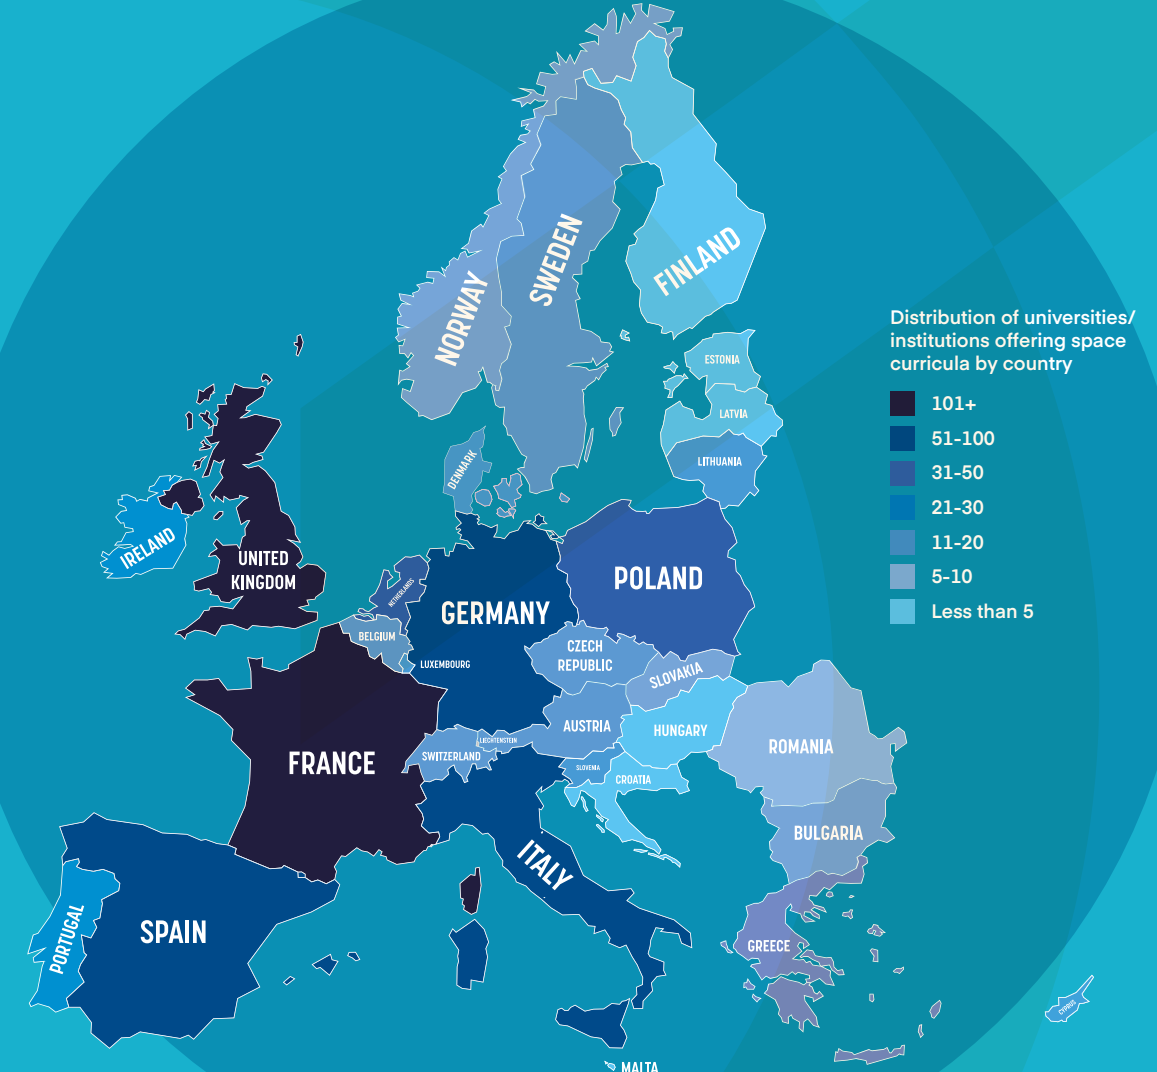 NORWAY
SWEDEN
FINLAND
Distribution of universities/
institutions offering space
curricula by country
101+
51-100
31-50
21-30
11-20
5-10
Less than 5
ESTONIA
LATVIA
LITHUANIA
DENMARK
IRELAND
UNITED
KINGDOM
NETHERLANDS
BELGIUM
LUXEMBOURG
GERMANY
POLAND
CZECH
REPUBLIC
SLOVAKIA
AUSTRIA
HUNGARY
LIECHTENSTEIN
SWITZERLAND
FRANCE
SLOVENIA
CROATIA
ROMANIA
BULGARIA
ITALY
PORTUGAL
SPAIN
GREECE
CYPRUS
MALTA